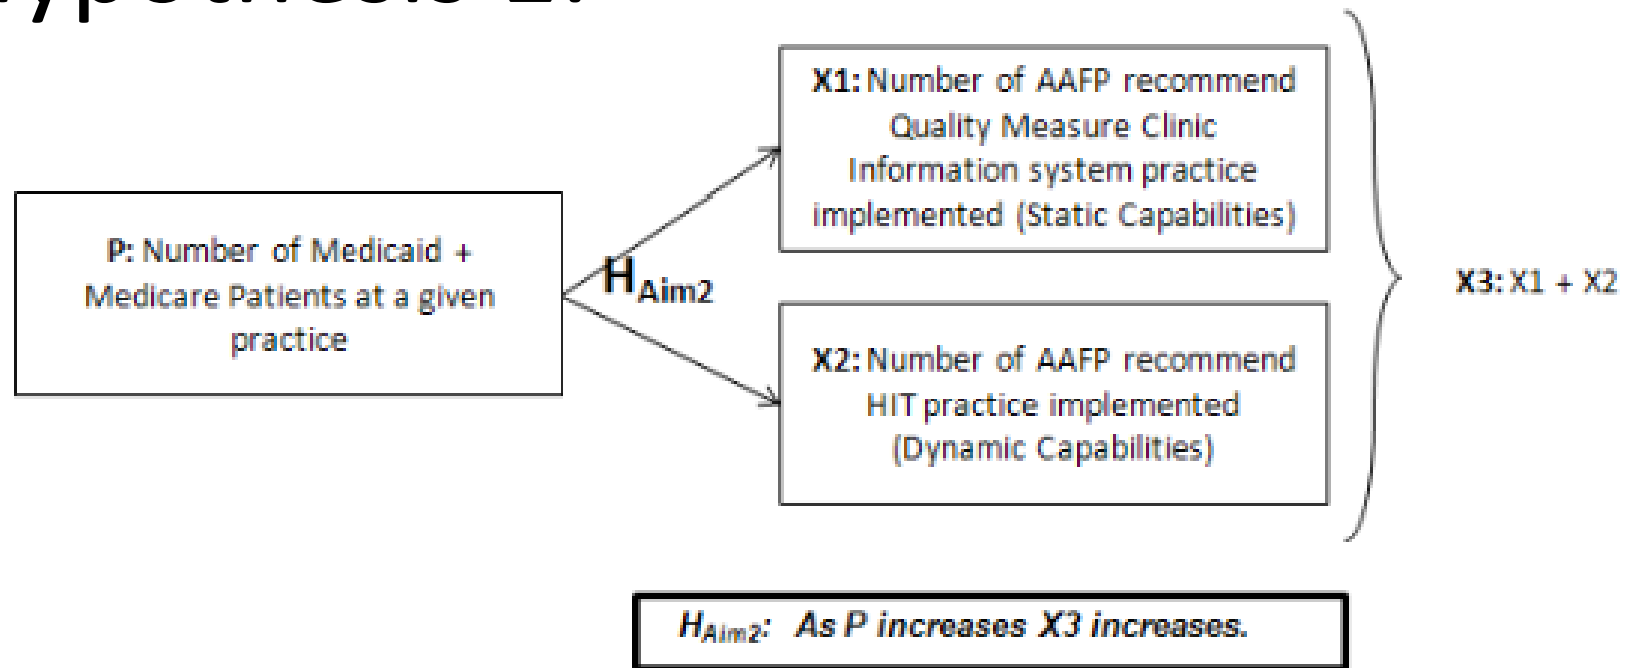 X1: Number of AAFP recommend
Quality Measure Clinic
Information system practice
implemented (Static Capabilities)
P: Number of Medicaid +
Medicare Patients at a given
practice
H_Aim2
X2: Number of AAFP recommend
HIT practice implemented
(Dynamic Capabilities)
X3: X1 + X2
H_Aim2: As P increases X3 increases.